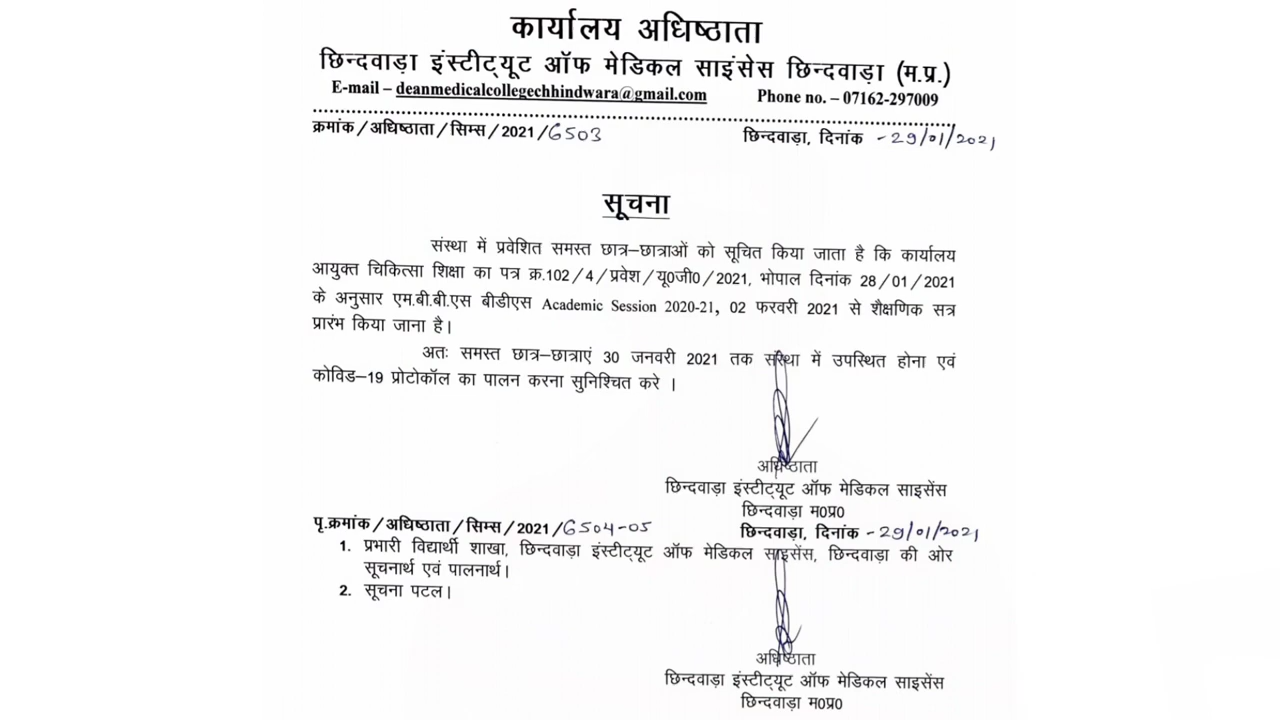 कार्यालय अधिष्ठाता
छिन्दवाड़ा इंस्टीट्यूट ऑफ मेडिकल साइंसेस छिन्दवाड़ा (म.प्र.)
E-mail – deanmedicalcollegechhindwara@gmail.com Phone no. – 07162-297009
क्रमांक/अधिष्ठाता/सिम्स/2021/6503 छिन्दवाड़ा, दिनांक -29/01/2021
सूचना
संस्था में प्रवेशित समस्त छात्र–छात्राओं को सूचित किया जाता है कि कार्यालय
आयुक्त चिकित्सा शिक्षा का पत्र क्र.102/4/प्रवेश/यू0जी0/2021, भोपाल दिनांक 28/01/2021
के अनुसार एम.बी.बी.एस बीडीएस Academic Session 2020-21, 02 फरवरी 2021 से शैक्षणिक सत्र
प्रारंभ किया जाना है।
अतः समस्त छात्र–छात्राएं 30 जनवरी 2021 तक संस्था में उपस्थित होना एवं
कोविड–19 प्रोटोकॉल का पालन करना सुनिश्चित करे ।
अधिष्ठाता
छिन्दवाड़ा इंस्टीट्यूट ऑफ मेडिकल साइसेंस
छिन्दवाड़ा म0प्र0
पृ.क्रमांक/अधिष्ठाता/सिम्स/2021/6504-05 छिन्दवाड़ा, दिनांक -29/01/2021
1. प्रभारी विद्यार्थी शाखा, छिन्दवाड़ा इंस्टीट्यूट ऑफ मेडिकल साइसेंस, छिन्दवाड़ा की ओर
सूचनार्थ एवं पालनार्थ।
2. सूचना पटल।
अधिष्ठाता
छिन्दवाड़ा इंस्टीट्यूट ऑफ मेडिकल साइसेंस
छिन्दवाड़ा म0प्र0